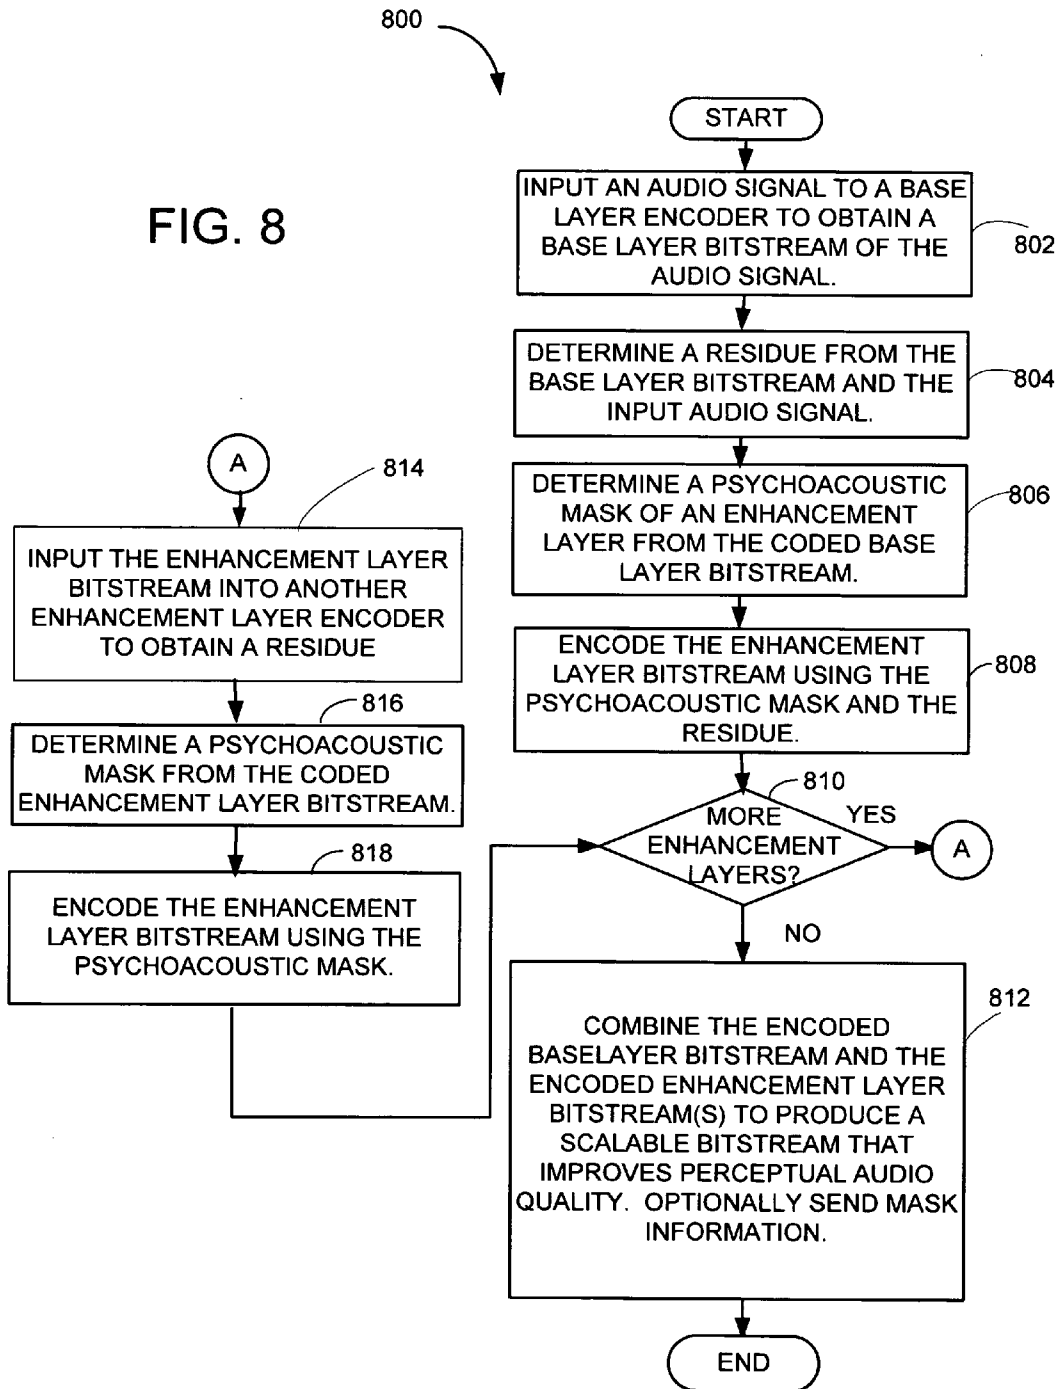 800
START
FIG. 8
INPUT AN AUDIO SIGNAL TO A BASE
LAYER ENCODER TO OBTAIN A
BASE LAYER BITSTREAM OF THE
AUDIO SIGNAL.
802
DETERMINE A RESIDUE FROM THE
BASE LAYER BITSTREAM AND THE
INPUT AUDIO SIGNAL.
804
DETERMINE A PSYCHOACOUSTIC
MASK OF AN ENHANCEMENT
LAYER FROM THE CODED BASE
LAYER BITSTREAM.
806
ENCODE THE ENHANCEMENT
LAYER BITSTREAM USING THE
PSYCHOACOUSTIC MASK AND THE
RESIDUE.
808
810
MORE
ENHANCEMENT
LAYERS?
YES
A
NO
COMBINE THE ENCODED
BASELAYER BITSTREAM AND THE
ENCODED ENHANCEMENT LAYER
BITSTREAM(S) TO PRODUCE A
SCALABLE BITSTREAM THAT
IMPROVES PERCEPTUAL AUDIO
QUALITY. OPTIONALLY SEND MASK
INFORMATION.
812
END
A
814
INPUT THE ENHANCEMENT LAYER
BITSTREAM INTO ANOTHER
ENHANCEMENT LAYER ENCODER
TO OBTAIN A RESIDUE
816
DETERMINE A PSYCHOACOUSTIC
MASK FROM THE CODED
ENHANCEMENT LAYER BITSTREAM.
818
ENCODE THE ENHANCEMENT
LAYER BITSTREAM USING THE
PSYCHOACOUSTIC MASK.